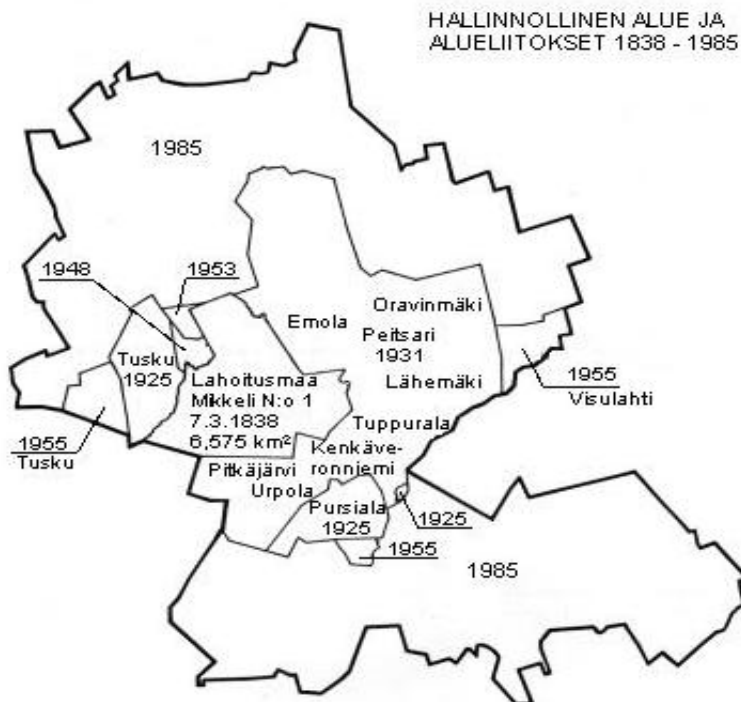 HALLINNOLLINEN ALUE JA
ALUELIITOKSET 1838 - 1985
1985
1948
1953
Oravinmäki
Emola
Peitsari
1931
Tusku
1925
Lahoitusmaa
Mikkeli N:o 1
7.3.1838
6,575 km²
Lähemäki
1955
Visulahti
Tuppurala
1955
Tusku
Kenkäve-
ronniemi
Pitkäjärvi
Urpola
Pursiala
1925
1925
1955
1985